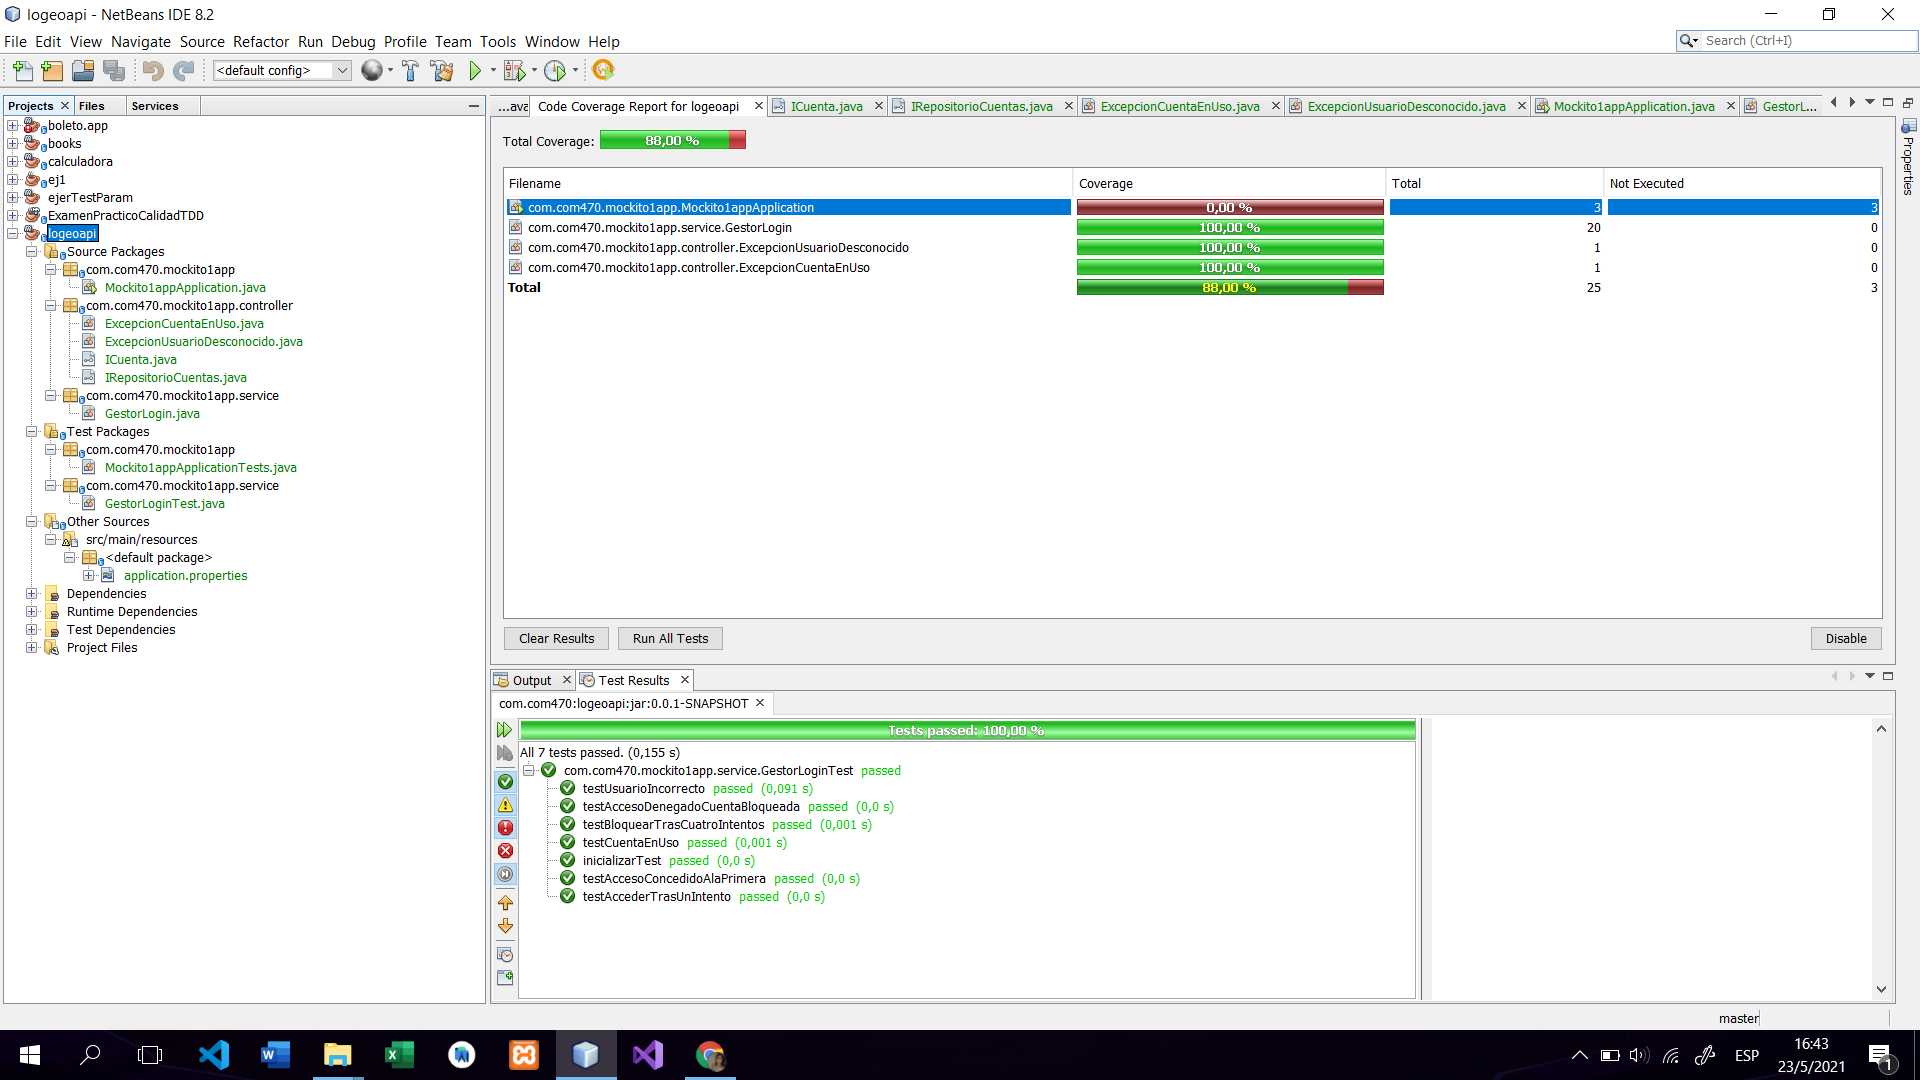 logeoapi - NetBeans IDE 8.2
File Edit View Navigate Source Refactor Run Debug Profile Team Tools Window Help
Search (Ctrl+I)
<default config>
Projects Files Services
boleto.app
books
calculadora
ej1
ejerTestParam
ExamenPracticoCalidadTDD
logeoapi
Source Packages
com.com470.mockito1app
Mockito1appApplication.java
com.com470.mockito1app.controller
ExcepcionCuentaEnUso.java
ExcepcionUsuarioDesconocido.java
ICuenta.java
IRepositorioCuentas.java
com.com470.mockito1app.service
GestorLogin.java
Test Packages
com.com470.mockito1app
Mockito1appApplicationTests.java
com.com470.mockito1app.service
GestorLoginTest.java
Other Sources
src/main/resources
<default package>
application.properties
Dependencies
Runtime Dependencies
Test Dependencies
Project Files
...ava Code Coverage Report for logeoapi ICuenta.java IRepositorioCuentas.java ExcepcionCuentaEnUso.java ExcepcionUsuarioDesconocido.java Mockito1appApplication.java GestorL...
Properties
Total Coverage: 88,00 %
Filename Coverage Total Not Executed
com.com470.mockito1app.Mockito1appApplication 0,00 % 3 3
com.com470.mockito1app.service.GestorLogin 100,00 % 20 0
com.com470.mockito1app.controller.ExcepcionUsuarioDesconocido 100,00 % 1 0
com.com470.mockito1app.controller.ExcepcionCuentaEnUso 100,00 % 1 0
Total 88,00 % 25 3
Clear Results Run All Tests Disable
Output Test Results
com.com470:logeoapi:jar:0.0.1-SNAPSHOT
Tests passed: 100,00 %
All 7 tests passed. (0,155 s)
com.com470.mockito1app.service.GestorLoginTest passed
testUsuarioIncorrecto passed (0,091 s)
testAccesoDenegadoCuentaBloqueada passed (0,0 s)
testBloquearTrasCuatroIntentos passed (0,001 s)
testCuentaEnUso passed (0,001 s)
inicializarTest passed (0,0 s)
testAccesoConcedidoAlaPrimera passed (0,0 s)
testAccederTrasUnIntento passed (0,0 s)
master
ESP
16:43
23/5/2021
1